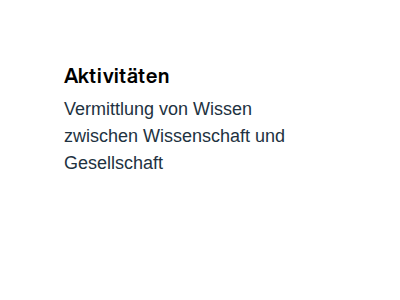 Aktivitäten
Vermittlung von Wissen
zwischen Wissenschaft und
Gesellschaft